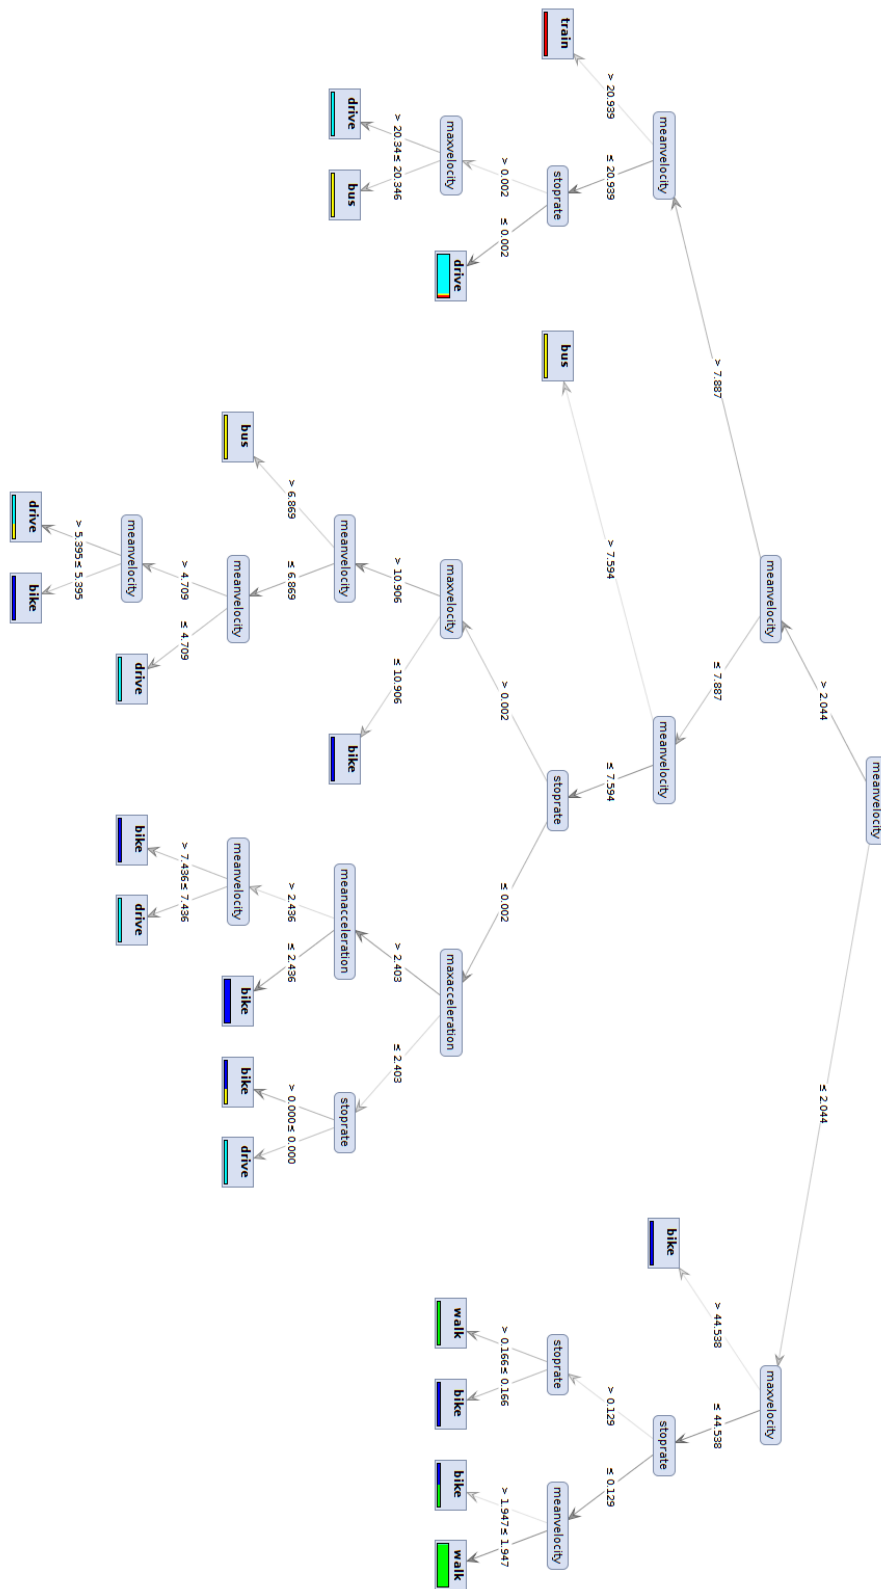 meanvelocity
> 2.044
≤ 2.044
meanvelocity
> 7.887
≤ 7.887
maxvelocity
> 44.538
≤ 44.538
train
meanvelocity
> 20.939
≤ 20.939
bus
meanvelocity
> 7.594
≤ 7.594
bike
stoprate
> 0.129
≤ 0.129
stoprate
> 0.002
≤ 0.002
stoprate
> 0.002
≤ 0.002
stoprate
> 0.166
≤ 0.166
meanvelocity
> 1.947
≤ 1.947
maxvelocity
> 20.34
≤ 20.346
drive
maxvelocity
> 10.906
≤ 10.906
maxacceleration
> 2.403
≤ 2.403
walk
bike
bike
walk
drive
bus
meanvelocity
> 6.869
≤ 6.869
bike
meanacceleration
> 2.436
≤ 2.436
stoprate
> 0.000
≤ 0.000
bus
meanvelocity
> 4.709
≤ 4.709
meanvelocity
> 7.436
≤ 7.436
bike
bike
drive
meanvelocity
> 5.395
≤ 5.395
drive
bike
drive
drive
bike